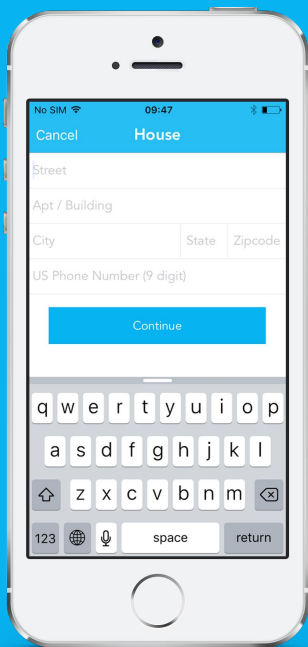 No SIM 09:47
Cancel House
Street
Apt / Building
City State Zipcode
US Phone Number (9 digit)
Continue
q w e r t y u i o p
a s d f g h j k l
z x c v b n m
123 space return